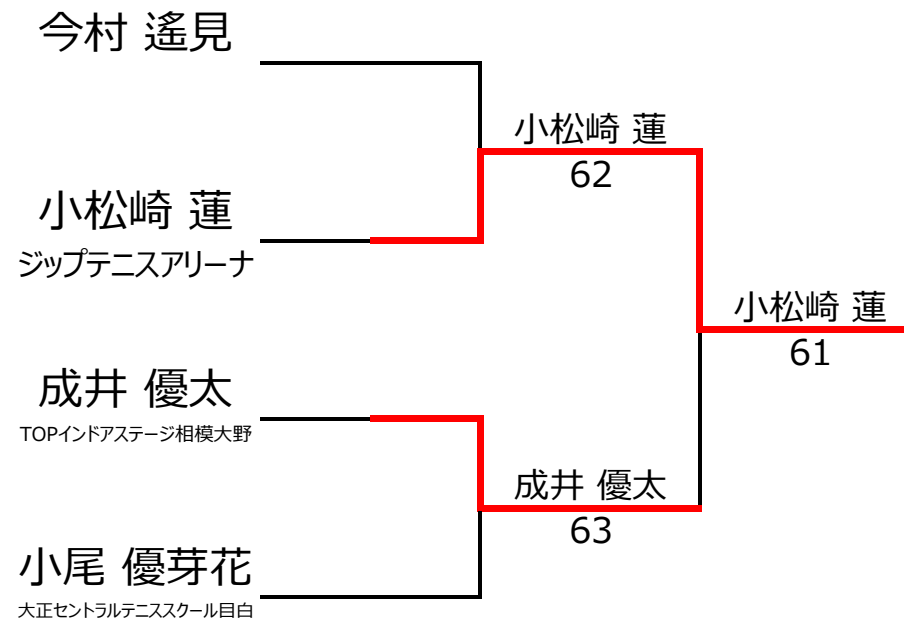 今村 遙見
小松崎 蓮
ジップテニスアリーナ
成井 優太
TOPインドアステージ相模大野
小尾 優芽花
大正セントラルテニススクール目白
小松崎 蓮
62
成井 優太
63
小松崎 蓮
61